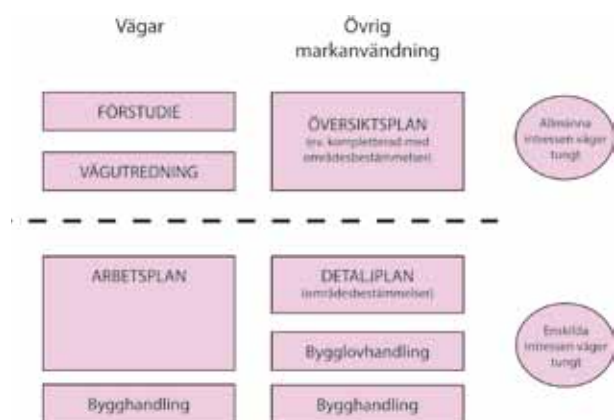 Vägar
Övrig
markanvändning
FÖRSTUDIE
VÄGUTREDNING
ÖVERSIKTSPLAN
(ev. kompletterad med
områdesbestämmelser)
Allmänna
intressen väger
tungt
ARBETSPLAN
DETALJPLAN
(områdesbestämmelser)
Bygglovhandling
Enskilda
intressen väger
tungt
Bygghandling
Bygghandling